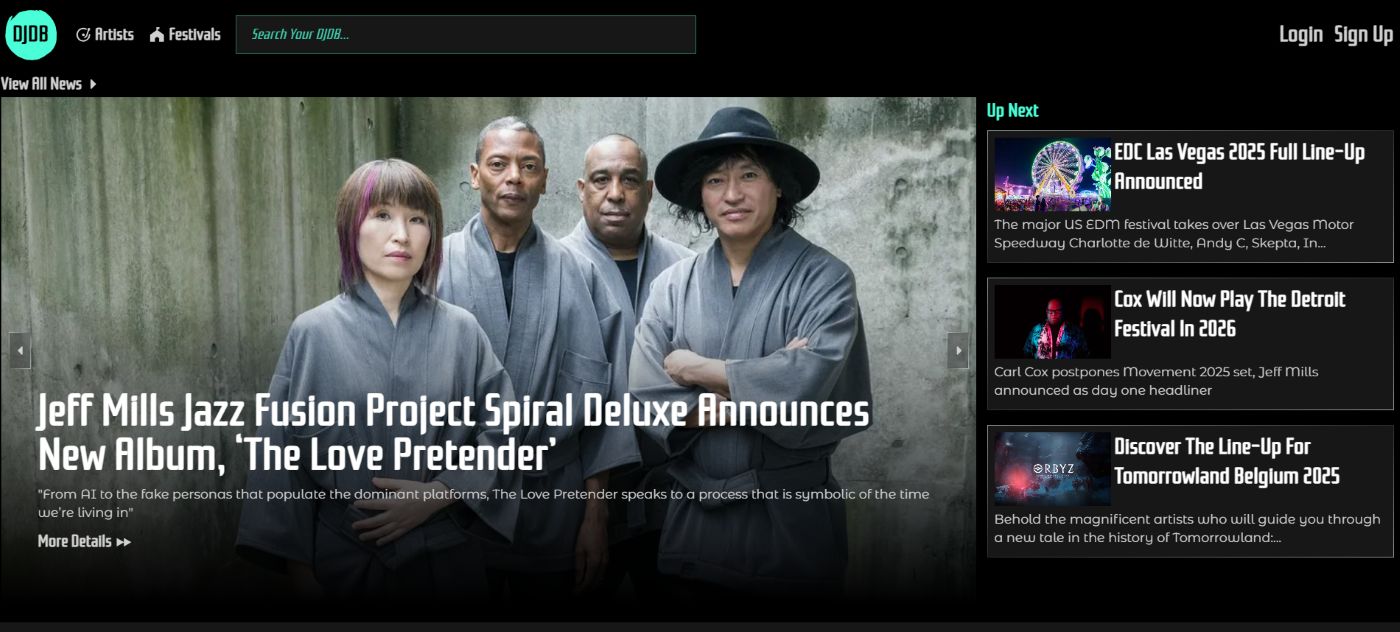 DJDB
Artists
Festivals
Search Your DJDB...
Login
Sign Up
View All News
Jeff Mills Jazz Fusion Project Spiral Deluxe Announces
New Album, ‘The Love Pretender’
"From AI to the fake personas that populate the dominant platforms, The Love Pretender speaks to a process that is symbolic of the time
we’re living in"
More Details
Up Next
EDC Las Vegas 2025 Full Line-Up
Announced
The major US EDM festival takes over Las Vegas Motor
Speedway Charlotte de Witte, Andy C, Skepta, In...
Cox Will Now Play The Detroit
Festival In 2026
Carl Cox postpones Movement 2025 set, Jeff Mills
announced as day one headliner
ORBYZ
Discover The Line-Up For
Tomorrowland Belgium 2025
Behold the magnificent artists who will guide you through
a new tale in the history of Tomorrowland:...